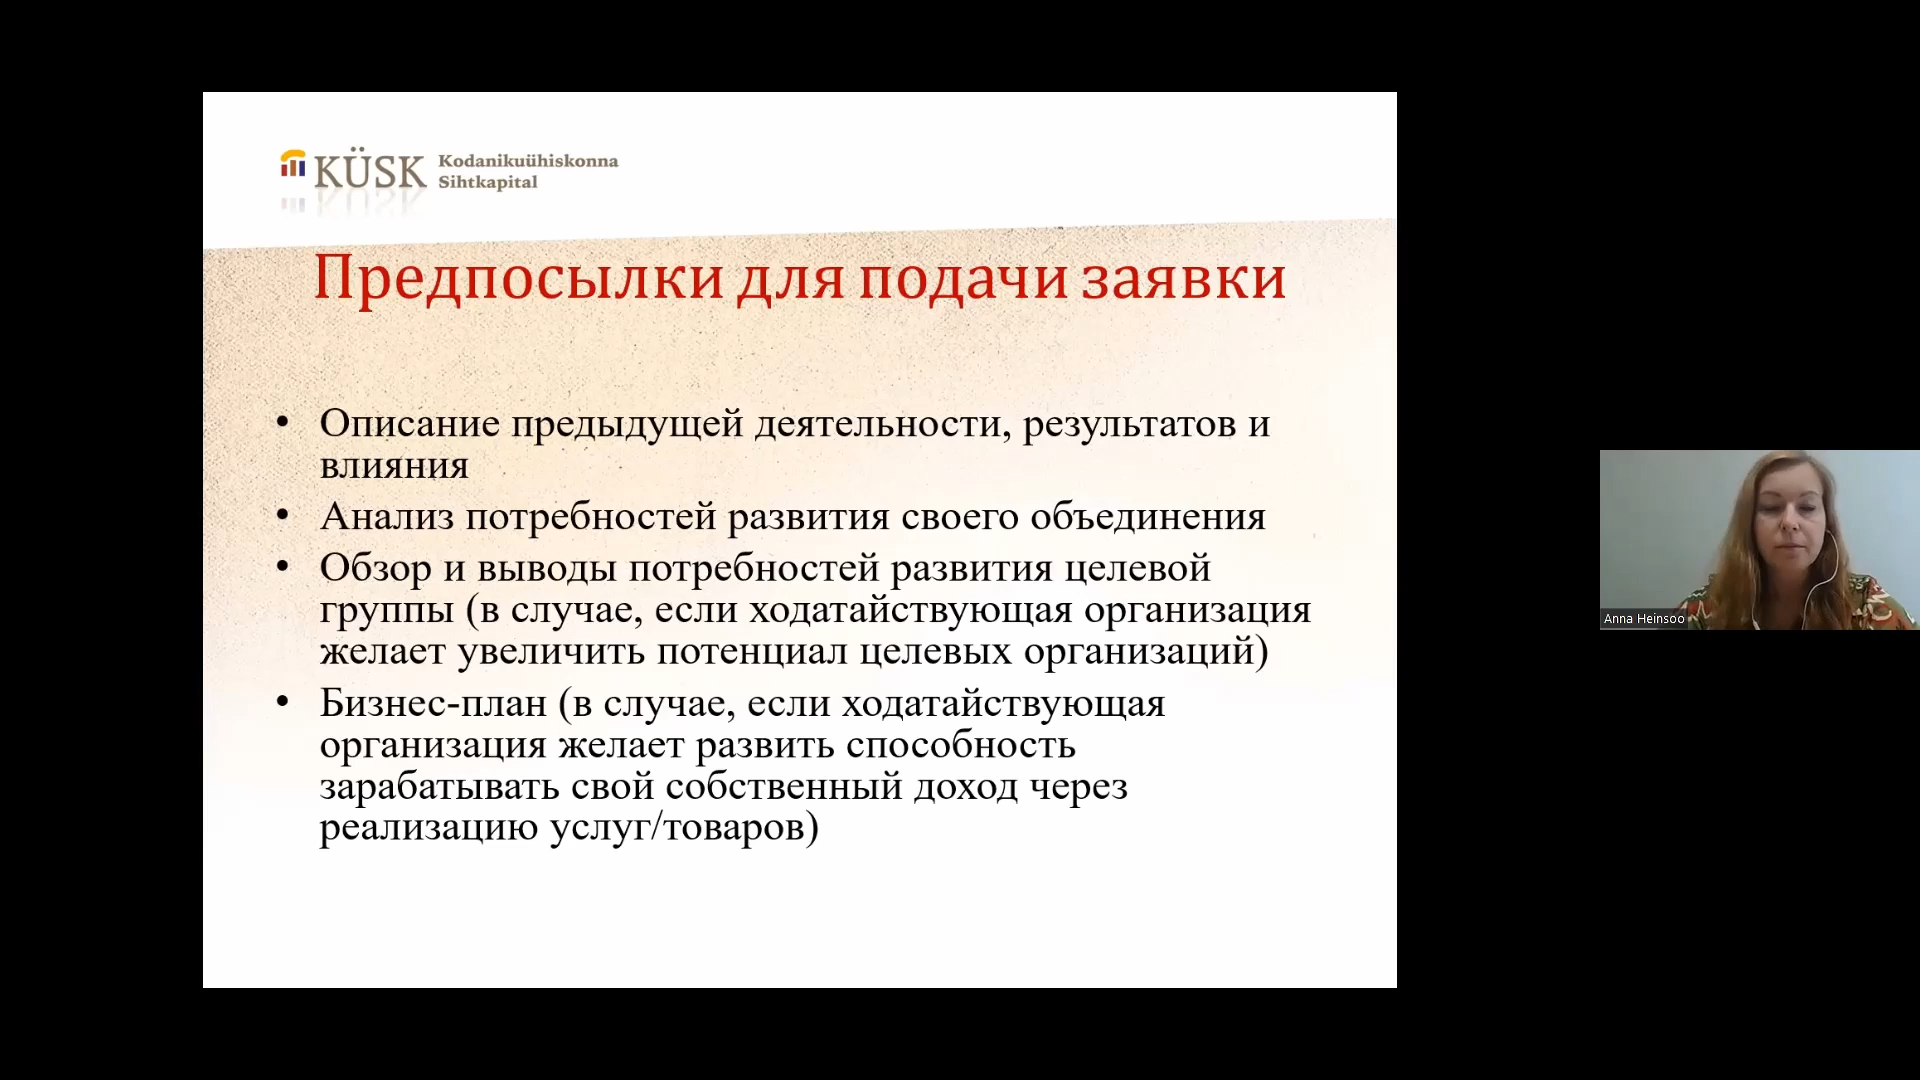 KÜSK Kodanikuühiskonna
Sihtkapital
Предпосылки для подачи заявки
• Описание предыдущей деятельности, результатов и
влияния
• Анализ потребностей развития своего объединения
• Обзор и выводы потребностей развития целевой
группы (в случае, если ходатайствующая организация
желает увеличить потенциал целевых организаций)
• Бизнес-план (в случае, если ходатайствующая
организация желает развить способность
зарабатывать свой собственный доход через
реализацию услуг/товаров)
Anna Heinsoo